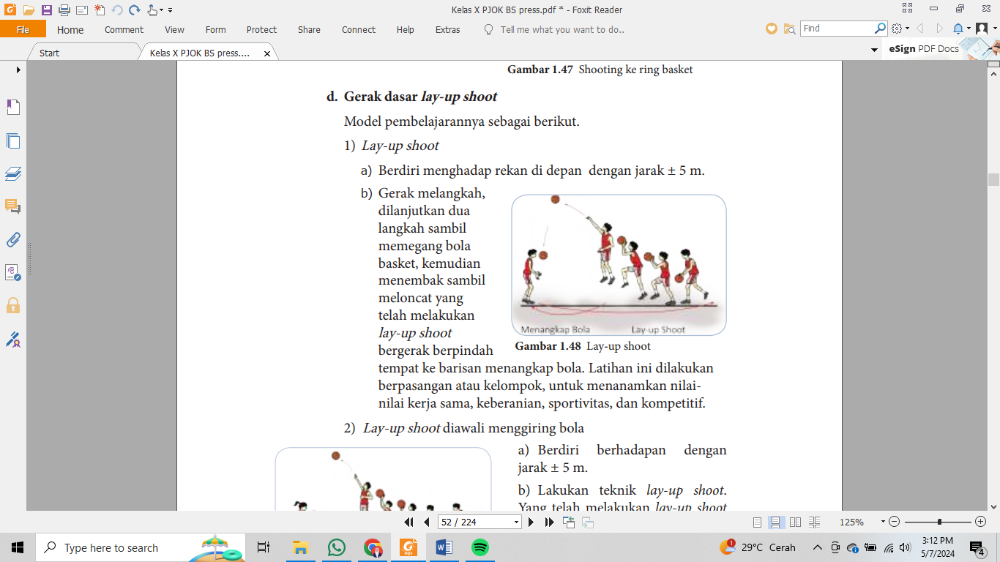 Kelas X PJOK BS press.pdf * - Foxit Reader
File Home Comment View Form Protect Share Connect Help Extras Tell me what you want to do.. Find
Start Kelas X PJOK BS press.... eSign PDF Docs
Gambar 1.47 Shooting ke ring basket
d. Gerak dasar lay-up shoot
Model pembelajarannya sebagai berikut.
1) Lay-up shoot
a) Berdiri menghadap rekan di depan dengan jarak ± 5 m.
b) Gerak melangkah,
dilanjutkan dua
langkah sambil
memegang bola
basket, kemudian
menembak sambil
meloncat yang
telah melakukan
lay-up shoot
bergerak berpindah
Menangkap Bola Lay-up Shoot
Gambar 1.48 Lay-up shoot
tempat ke barisan menangkap bola. Latihan ini dilakukan
berpasangan atau kelompok, untuk menanamkan nilai-
nilai kerja sama, keberanian, sportivitas, dan kompetitif.
2) Lay-up shoot diawali menggiring bola
a) Berdiri berhadapan dengan
jarak ± 5 m.
b) Lakukan teknik lay-up shoot.
Yang telah melakukan lay-up shoot
52 / 224 125%
Type here to search 1 29°C Cerah 3:12 PM
5/7/2024 4